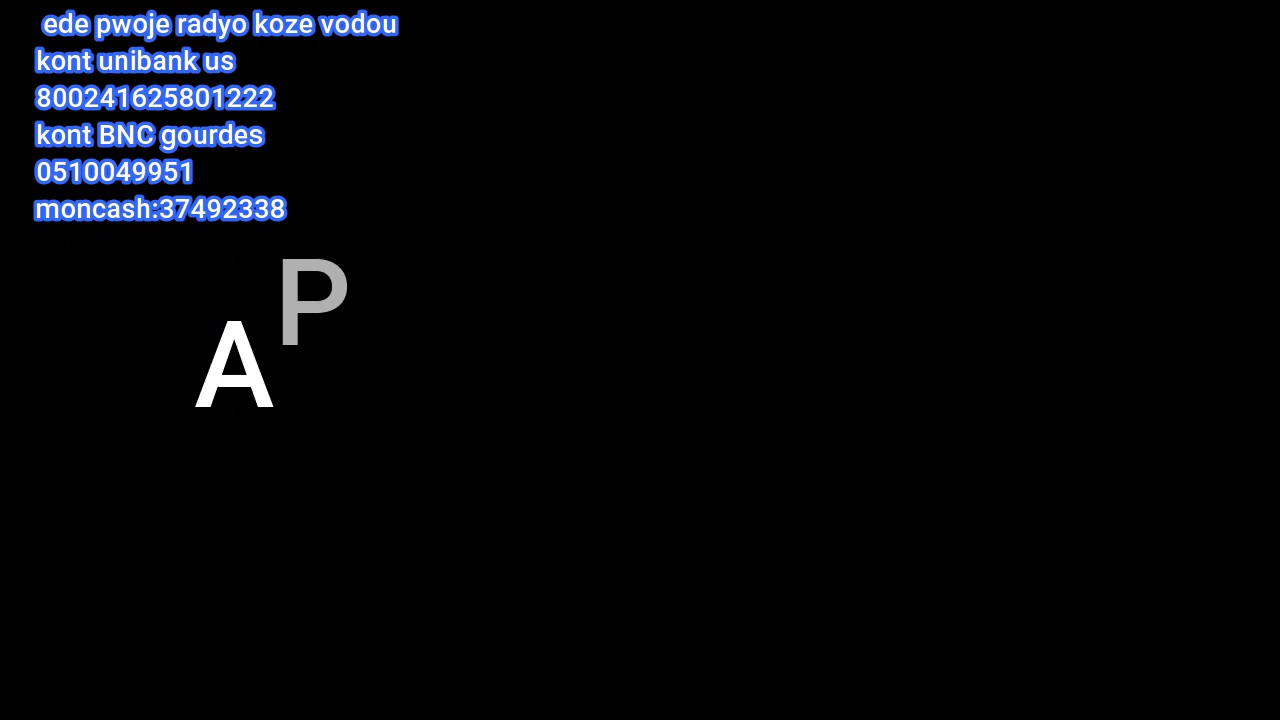 ede pwoje radyo koze vodou
kont unibank us
800241625801222
kont BNC gourdes
0510049951
moncash:37492338
P
A